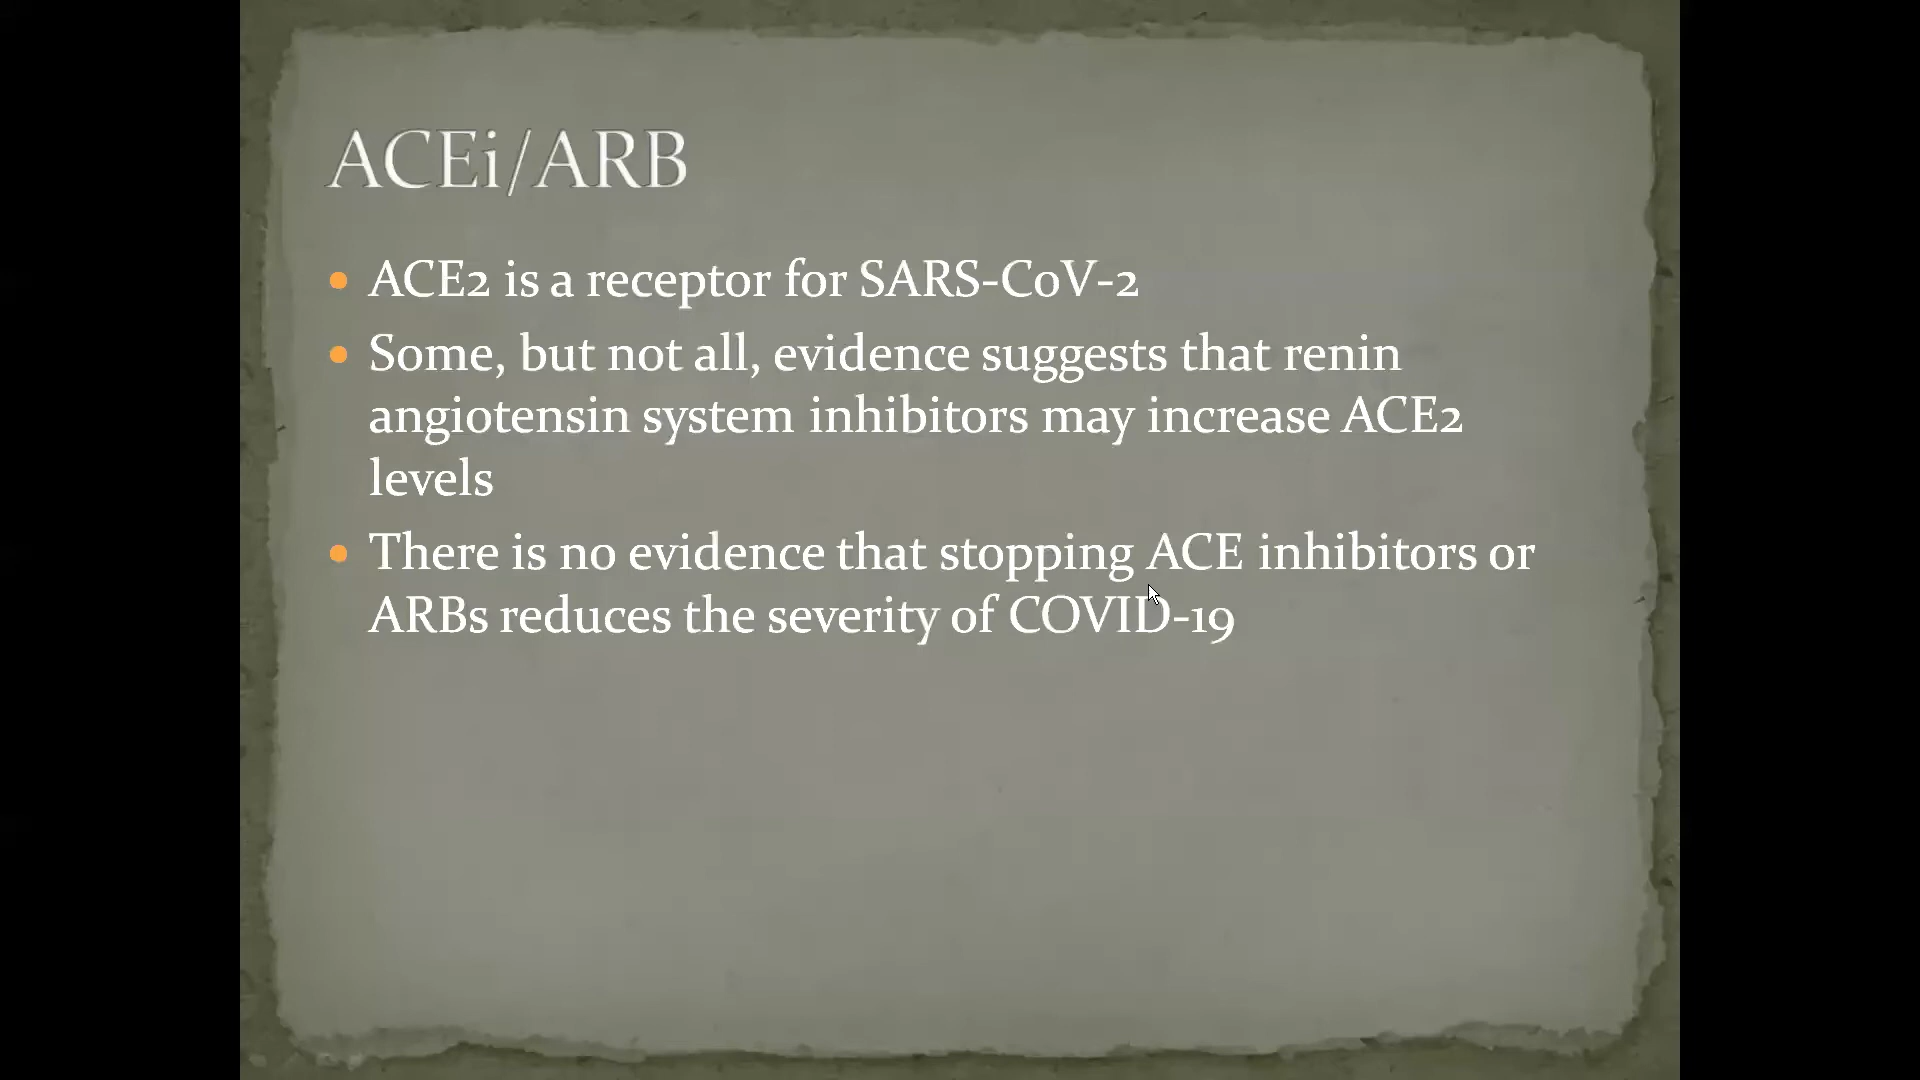 ACEi/ARB
• ACE2 is a receptor for SARS-CoV-2
• Some, but not all, evidence suggests that renin
angiotensin system inhibitors may increase ACE2
levels
• There is no evidence that stopping ACE inhibitors or
ARBs reduces the severity of COVID-19